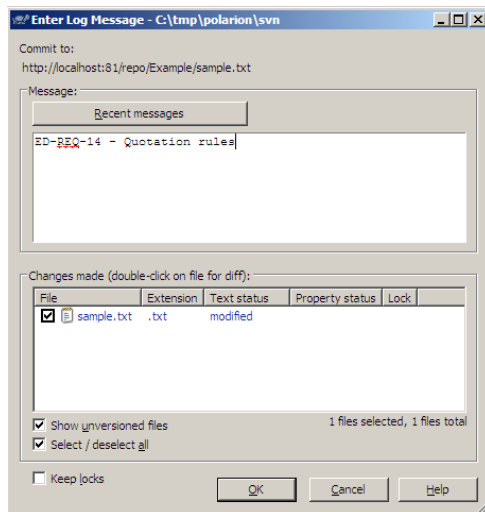 Enter Log Message - C:\tmp\polarion\svn
Commit to:
http://localhost:81/repo/Example/sample.txt
Message:
Recent messages
ED-REQ-14 - Quotation rules
Changes made (double-click on file for diff):
File Extension Text status Property status Lock
sample.txt .txt modified
Show unversioned files
1 files selected, 1 files total
Select / deselect all
Keep locks
OK Cancel Help